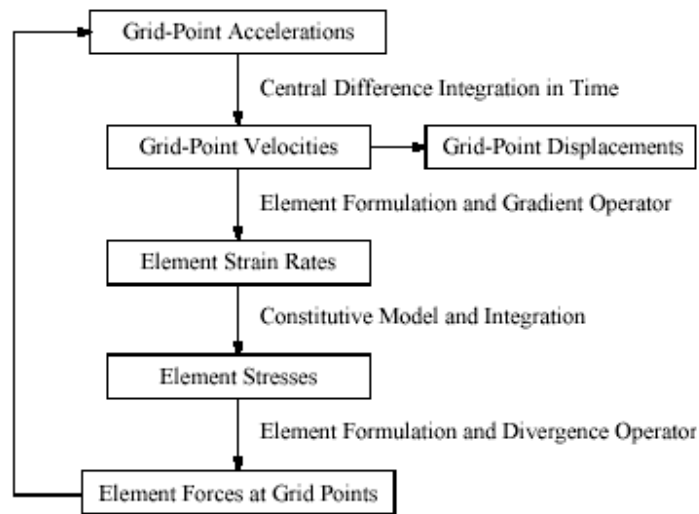 Grid-Point Accelerations
Central Difference Integration in Time
Grid-Point Velocities
Grid-Point Displacements
Element Formulation and Gradient Operator
Element Strain Rates
Constitutive Model and Integration
Element Stresses
Element Formulation and Divergence Operator
Element Forces at Grid Points